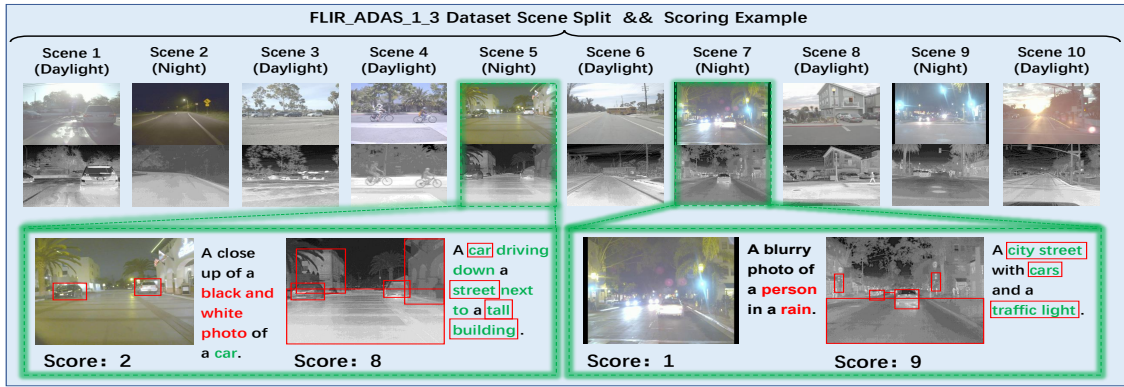 FLIR_ADAS_1_3 Dataset Scene Split && Scoring Example
Scene 1
(Daylight)
Scene 2
(Night)
Scene 3
(Daylight)
Scene 4
(Daylight)
Scene 5
(Night)
Scene 6
(Daylight)
Scene 7
(Night)
Scene 8
(Daylight)
Scene 9
(Night)
Scene 10
(Daylight)
A close
up of a
black and
white
photo of
a car.
Score: 2
A car driving
down a
street next
to a tall
building.
Score: 8
A blurry
photo of
a person
in a rain.
Score: 1
A city street
with cars
and a
traffic light.
Score: 9